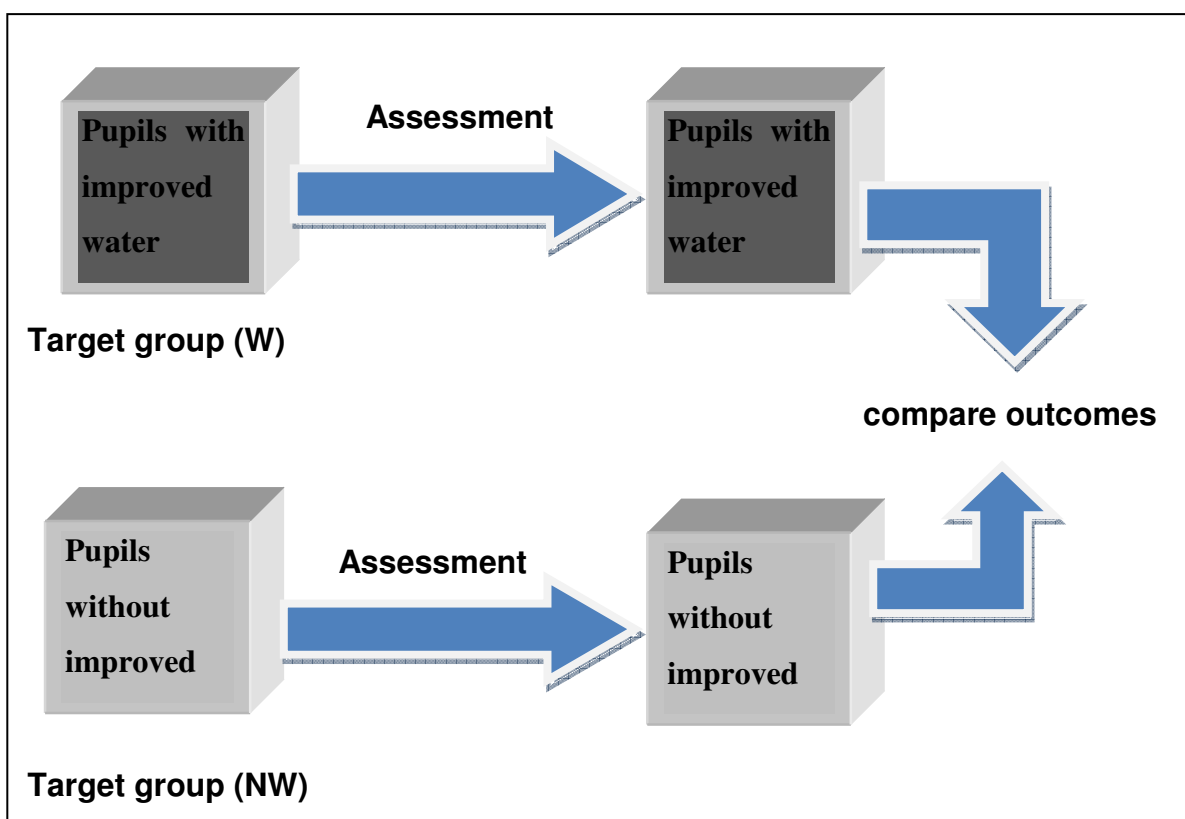 Pupils with
improved
water
Assessment
Pupils with
improved
water
Target group (W)
compare outcomes
Pupils
without
improved
Assessment
Pupils
without
improved
Target group (NW)